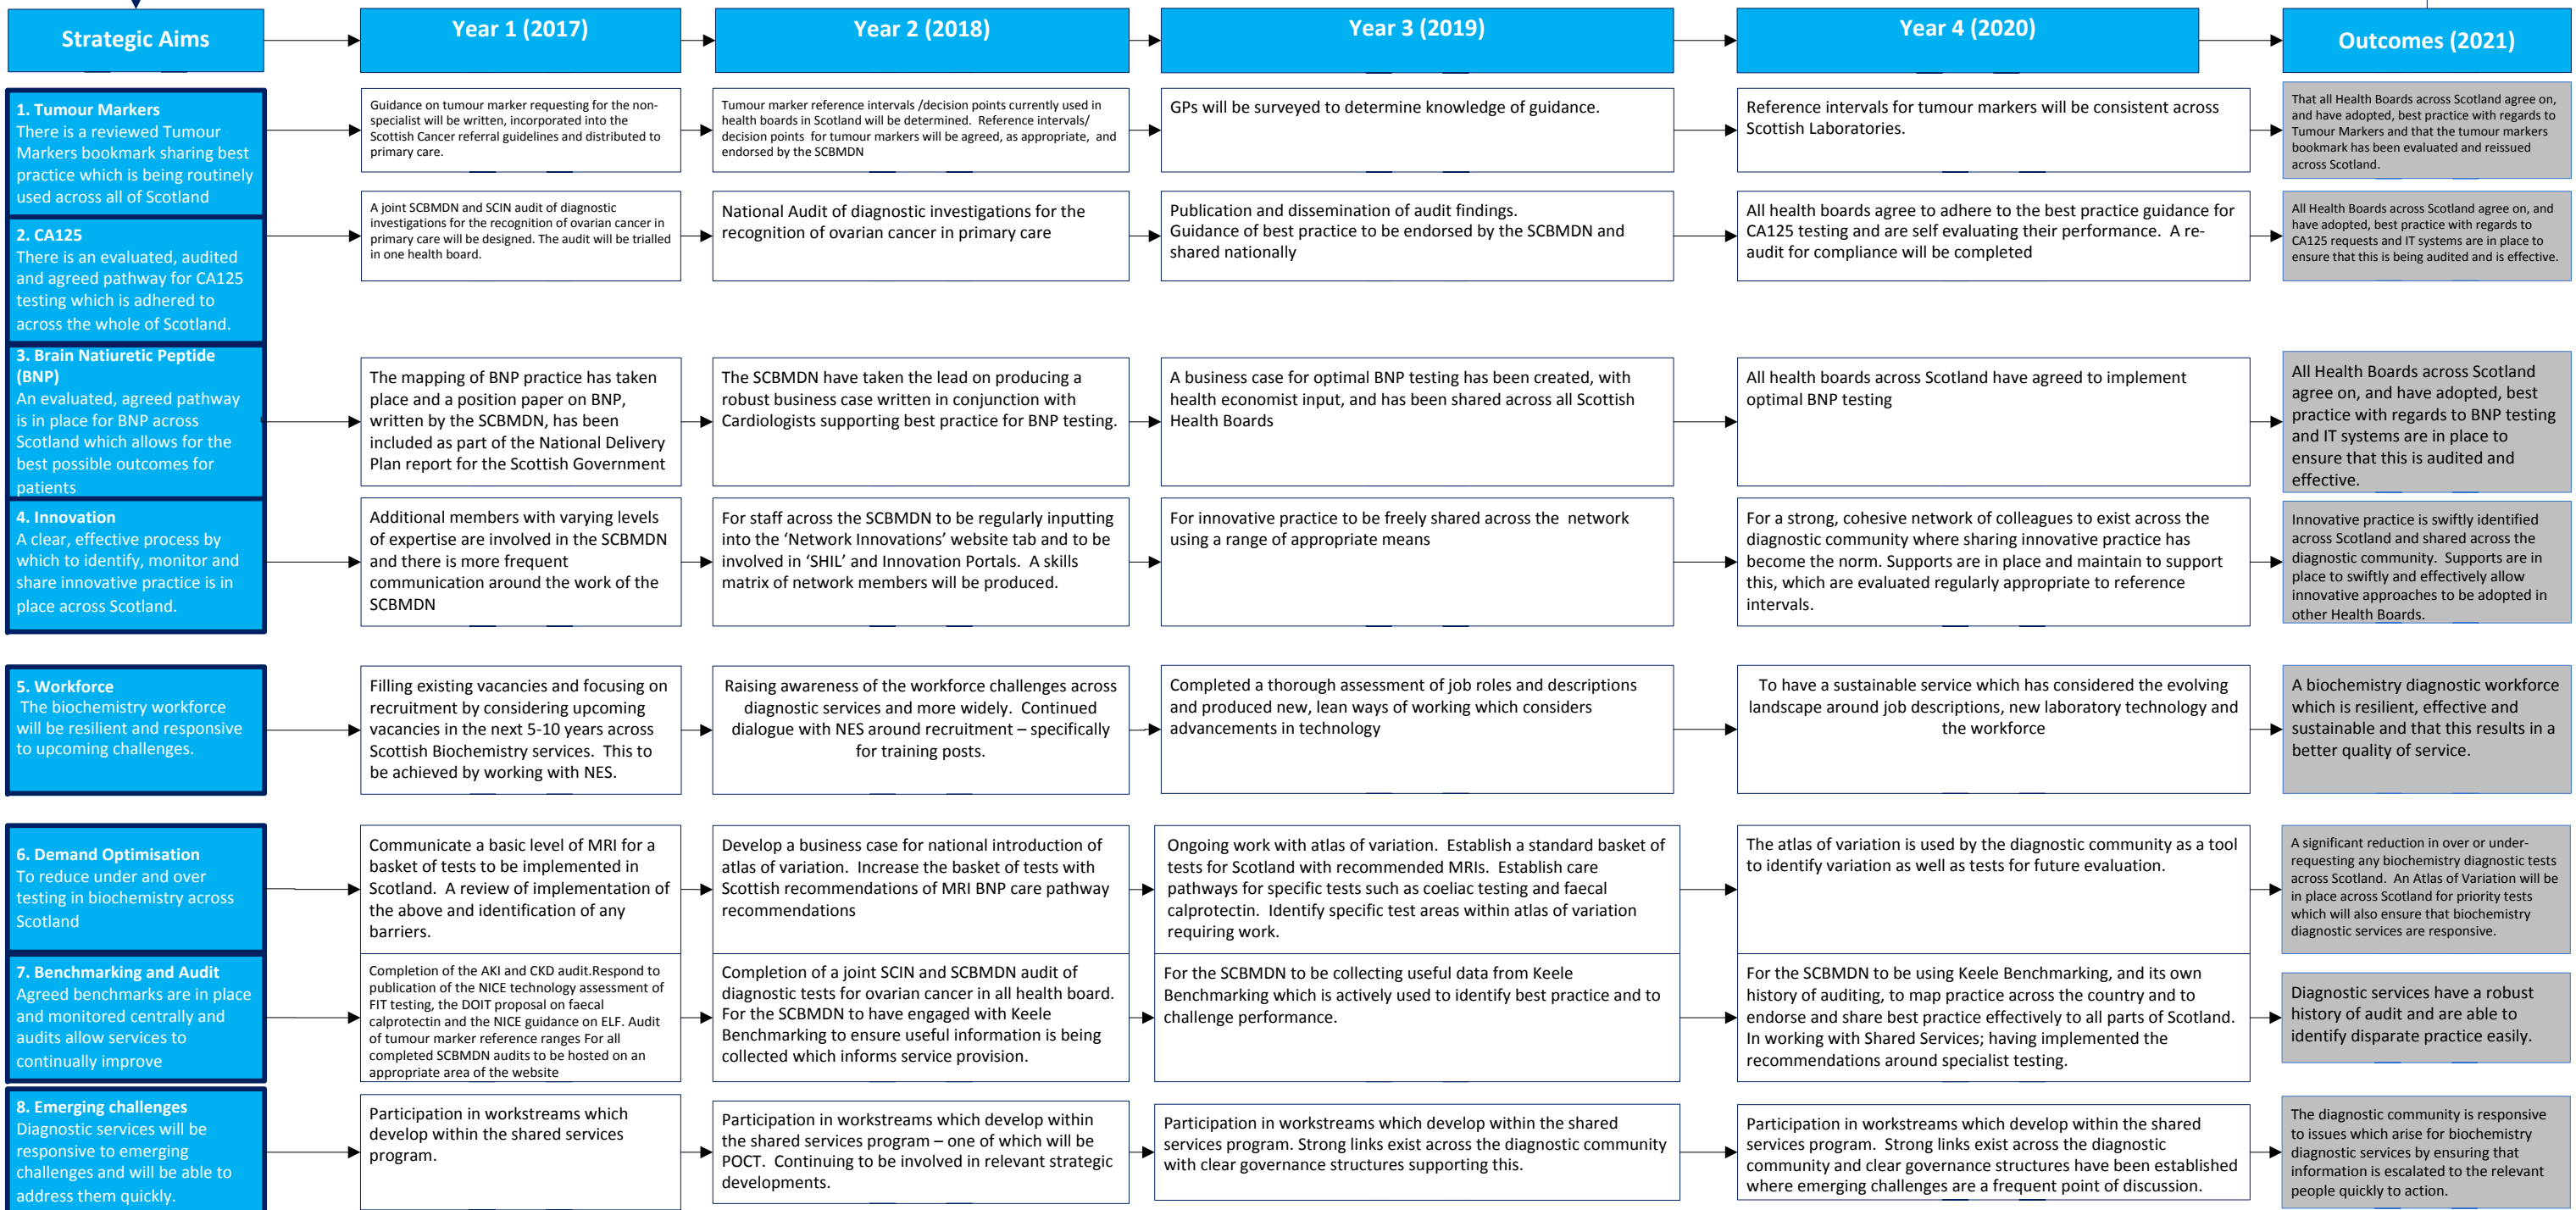 Strategic Aims
Year 1 (2017)
Year 2 (2018)
Year 3 (2019)
Year 4 (2020)
Outcomes (2021)
1. Tumour Markers
There is a reviewed Tumour
Markers bookmark sharing best
practice which is being routinely
used across all of Scotland
Guidance on tumour marker requesting for the non-
specialist will be written, incorporated into the
Scottish Cancer referral guidelines and distributed to
primary care.
Tumour marker reference intervals /decision points currently used in
health boards in Scotland will be determined.  Reference intervals/
decision points  for tumour markers will be agreed, as appropriate,  and
endorsed by the SCBMDN
GPs will be surveyed to determine knowledge of guidance.
Reference intervals for tumour markers will be consistent across
Scottish Laboratories.
That all Health Boards across Scotland agree on,
and have adopted, best practice with regards to
Tumour Markers and that the tumour markers
bookmark has been evaluated and reissued
across Scotland.
2. CA125
There is an evaluated, audited
and agreed pathway for CA125
testing which is adhered to
across the whole of Scotland.
A joint SCBMDN and SCIN audit of diagnostic
investigations for the recognition of ovarian cancer in
primary care will be designed. The audit will be trialled
in one health board.
National Audit of diagnostic investigations for the
recognition of ovarian cancer in primary care
Publication and dissemination of audit findings.
Guidance of best practice to be endorsed by the SCBMDN and
shared nationally
All health boards agree to adhere to the best practice guidance for
CA125 testing and are self evaluating their performance.  A re-
audit for compliance will be completed
All Health Boards across Scotland agree on, and
have adopted, best practice with regards to
CA125 requests and IT systems are in place to
ensure that this is being audited and is effective.
3. Brain Natiuretic Peptide
(BNP)
An evaluated, agreed pathway
is in place for BNP across
Scotland which allows for the
best possible outcomes for
patients
The mapping of BNP practice has taken
place and a position paper on BNP,
written by the SCBMDN, has been
included as part of the National Delivery
Plan report for the Scottish Government
The SCBMDN have taken the lead on producing a
robust business case written in conjunction with
Cardiologists supporting best practice for BNP testing.
A business case for optimal BNP testing has been created, with
health economist input, and has been shared across all Scottish
Health Boards
All health boards across Scotland have agreed to implement
optimal BNP testing
All Health Boards across Scotland
agree on, and have adopted, best
practice with regards to BNP testing
and IT systems are in place to
ensure that this is audited and
effective.
4. Innovation
A clear, effective process by
which to identify, monitor and
share innovative practice is in
place across Scotland.
Additional members with varying levels
of expertise are involved in the SCBMDN
and there is more frequent
communication around the work of the
SCBMDN
For staff across the SCBMDN to be regularly inputting
into the ‘Network Innovations’ website tab and to be
involved in ‘SHIL’ and Innovation Portals.  A skills
matrix of network members will be produced.
For innovative practice to be freely shared across the  network
using a range of appropriate means
For a strong, cohesive network of colleagues to exist across the
diagnostic community where sharing innovative practice has
become the norm. Supports are in place and maintain to support
this, which are evaluated regularly appropriate to reference
intervals.
Innovative practice is swiftly identified
across Scotland and shared across the
diagnostic community.  Supports are in
place to swiftly and effectively allow
innovative approaches to be adopted in
other Health Boards.
5. Workforce
The biochemistry workforce
will be resilient and responsive
to upcoming challenges.
Filling existing vacancies and focusing on
recruitment by considering upcoming
vacancies in the next 5-10 years across
Scottish Biochemistry services.  This to
be achieved by working with NES.
Raising awareness of the workforce challenges across
diagnostic services and more widely.  Continued
dialogue with NES around recruitment – specifically
for training posts.
Completed a thorough assessment of job roles and descriptions
and produced new, lean ways of working which considers
advancements in technology
To have a sustainable service which has considered the evolving
landscape around job descriptions, new laboratory technology and
the workforce
A biochemistry diagnostic workforce
which is resilient, effective and
sustainable and that this results in a
better quality of service.
6. Demand Optimisation
To reduce under and over
testing in biochemistry across
Scotland
Communicate a basic level of MRI for a
basket of tests to be implemented in
Scotland.  A review of implementation of
the above and identification of any
barriers.
Develop a business case for national introduction of
atlas of variation.  Increase the basket of tests with
Scottish recommendations of MRI BNP care pathway
recommendations
Ongoing work with atlas of variation.  Establish a standard basket of
tests for Scotland with recommended MRIs.  Establish care
pathways for specific tests such as coeliac testing and faecal
calprotectin.  Identify specific test areas within atlas of variation
requiring work.
The atlas of variation is used by the diagnostic community as a tool
to identify variation as well as tests for future evaluation.
A significant reduction in over or under-
requesting any biochemistry diagnostic tests
across Scotland.  An Atlas of Variation will be
in place across Scotland for priority tests
which will also ensure that biochemistry
diagnostic services are responsive.
7. Benchmarking and Audit
Agreed benchmarks are in place
and monitored centrally and
audits allow services to
continually improve
Completion of the AKI and CKD audit.Respond to
publication of the NICE technology assessment of
FIT testing, the DOIT proposal on faecal
calprotectin and the NICE guidance on ELF. Audit
of tumour marker reference ranges For all
completed SCBMDN audits to be hosted on an
appropriate area of the website
Completion of a joint SCIN and SCBMDN audit of
diagnostic tests for ovarian cancer in all health board.
For the SCBMDN to have engaged with Keele
Benchmarking to ensure useful information is being
collected which informs service provision.
For the SCBMDN to be collecting useful data from Keele
Benchmarking which is actively used to identify best practice and to
challenge performance.
For the SCBMDN to be using Keele Benchmarking, and its own
history of auditing, to map practice across the country and to
endorse and share best practice effectively to all parts of Scotland.
In working with Shared Services; having implemented the
recommendations around specialist testing.
Diagnostic services have a robust
history of audit and are able to
identify disparate practice easily.
8. Emerging challenges
Diagnostic services will be
responsive to emerging
challenges and will be able to
address them quickly.
Participation in workstreams which
develop within the shared services
program.
Participation in workstreams which develop within
the shared services program – one of which will be
POCT.  Continuing to be involved in relevant strategic
developments.
Participation in workstreams which develop within the shared
services program. Strong links exist across the diagnostic community
with clear governance structures supporting this.
Participation in workstreams which develop within the shared
services program.  Strong links exist across the diagnostic
community and clear governance structures have been established
where emerging challenges are a frequent point of discussion.
The diagnostic community is responsive
to issues which arise for biochemistry
diagnostic services by ensuring that
information is escalated to the relevant
people quickly to action.